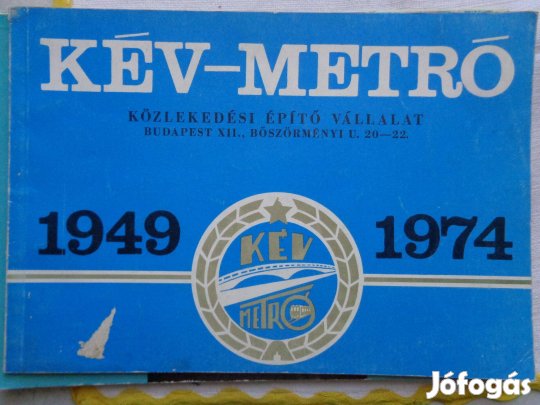 KÉV–METRÓ
KÖZLEKEDÉSI ÉPÍTŐ VÁLLALAT
BUDAPEST XII., BÖSZÖRMÉNYI U. 20—22.
1949 1974
KÉV
METRÓ
Jófogás